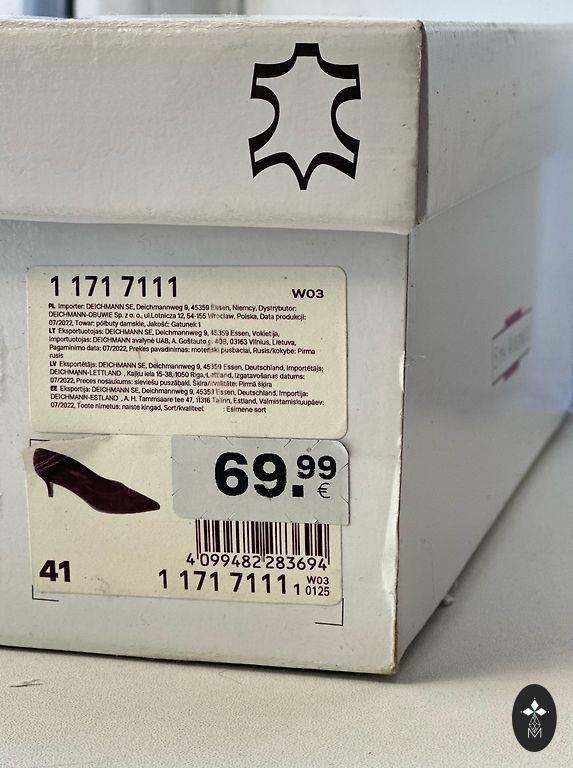 1 171 7111
W03
PL Importer: DEICHMANN SE, Deichmannweg 9, 45359 Essen, Niemcy, Dystrybutor:
DEICHMANN-OBUWIE Sp. z o. o., ul.Lotnicza 12, 54-155 Wrocław, Polska, Data produkcji:
07/2022, Towar: półbuty damskie, Jakość: Gatunek 1
LT Eksportuotojas: DEICHMANN SE, Deichmannweg 9, 45359 Essen, Vokietija,
Importuotojas: DEICHMANN avalynė UAB, A. Goštauto g. 40B, 03163 Vilnius, Lietuva,
Pagaminimo data: 07/2022, Prekes pavadinimas: moteriški pusbačiai, Rusis/kokybe: Pirma
rusis
LV Eksportētājs: DEICHMANN SE, Deichmannweg 9, 45359 Essen, Deutschland, Importētājs:
DEICHMANN-LETTLAND , Kaļķu iela 15-3B,1050 Riga,Lettland, Izgatavošanas datums:
07/2022, Preces nosaukums: sieviešu puszābaki, Šķira/kvalitāte: Pirmā šķira
EE Eksportija: DEICHMANN SE, Deichmannweg 9, 45359 Essen, Deutschland, Importija:
DEICHMANN-ESTLAND , A. H. Tammsaare tee 47, 11316 Talinn, Estland, Valmistamiskuupäev:
07/2022, Toote nimetus: naiste kingad, Sort/kvaliteet : Esimene sort
69.99
€
4 099482 283694
41
1 171 7111 1
W03
0125